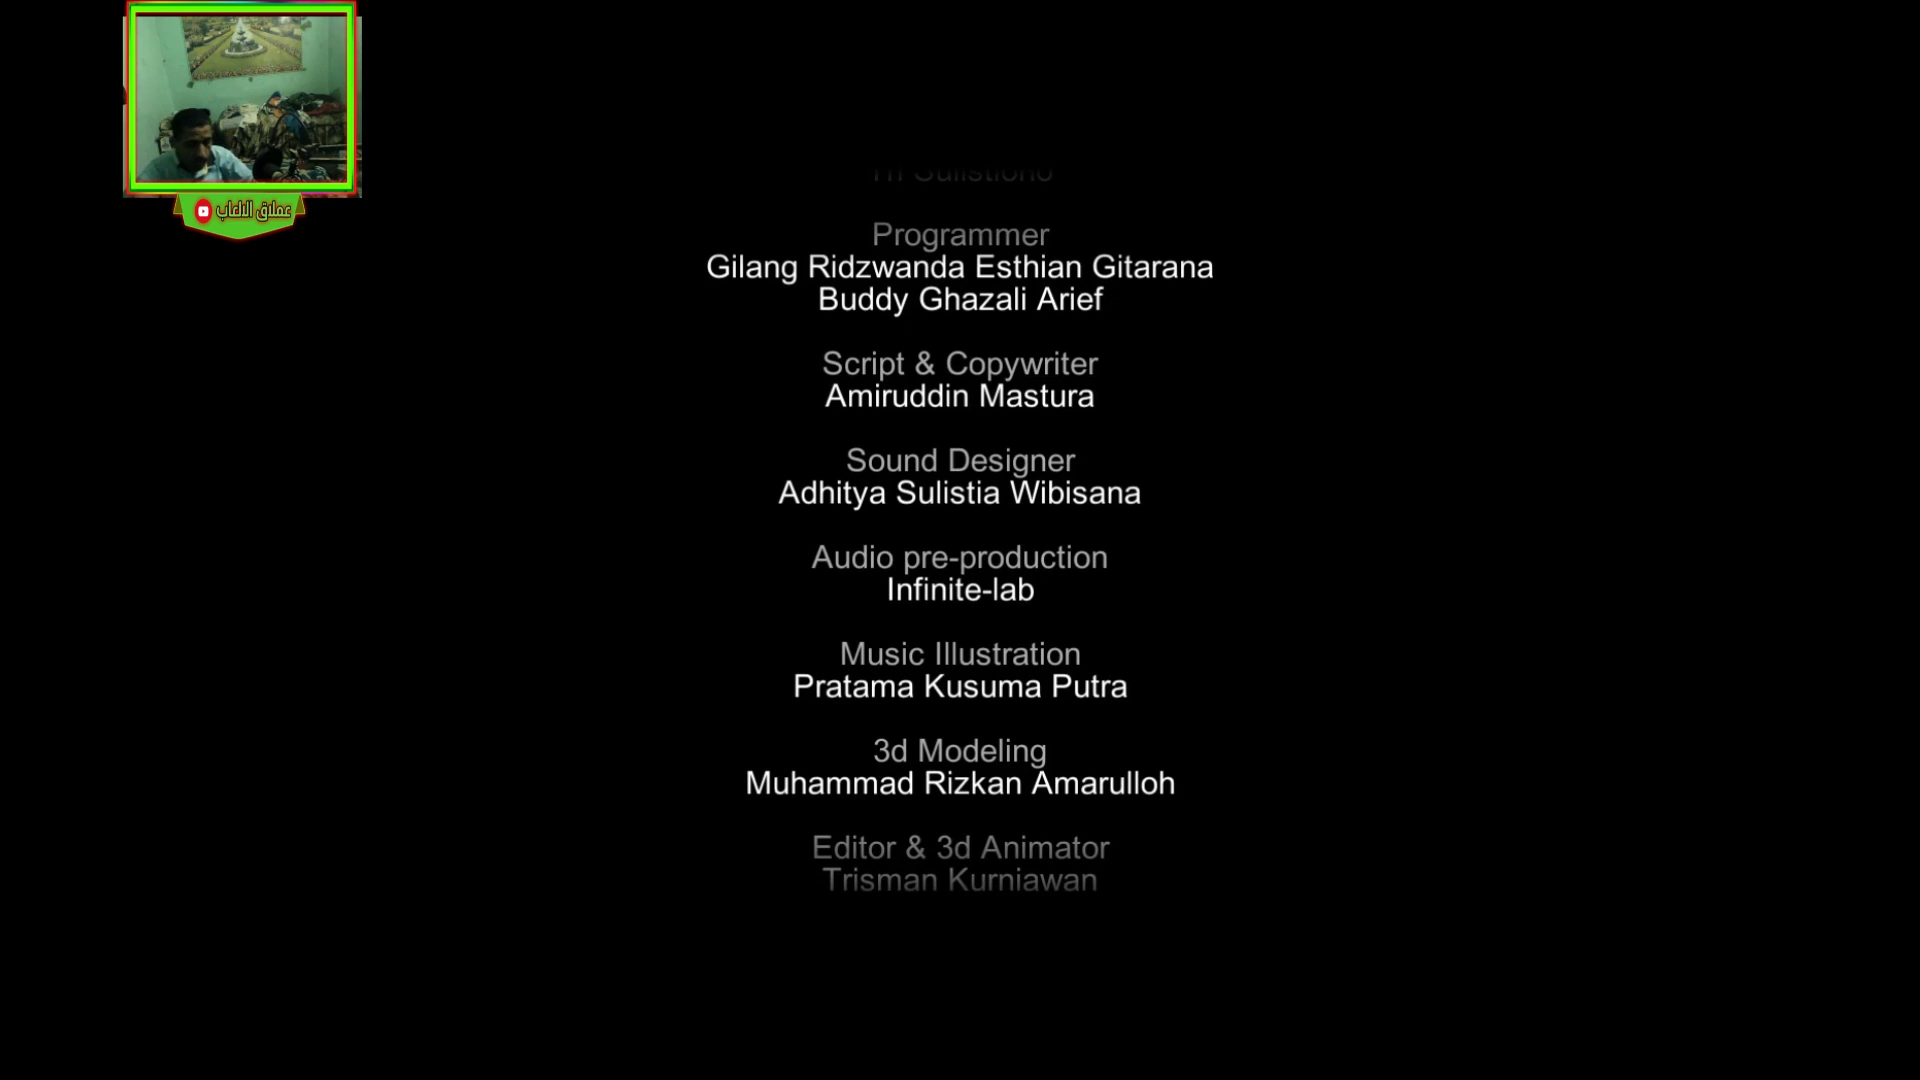 عملاق الالعاب
Programmer
Gilang Ridzwanda Esthian Gitarana
Buddy Ghazali Arief
Script & Copywriter
Amiruddin Mastura
Sound Designer
Adhitya Sulistia Wibisana
Audio pre-production
Infinite-lab
Music Illustration
Pratama Kusuma Putra
3d Modeling
Muhammad Rizkan Amarulloh
Editor & 3d Animator
Trisman Kurniawan